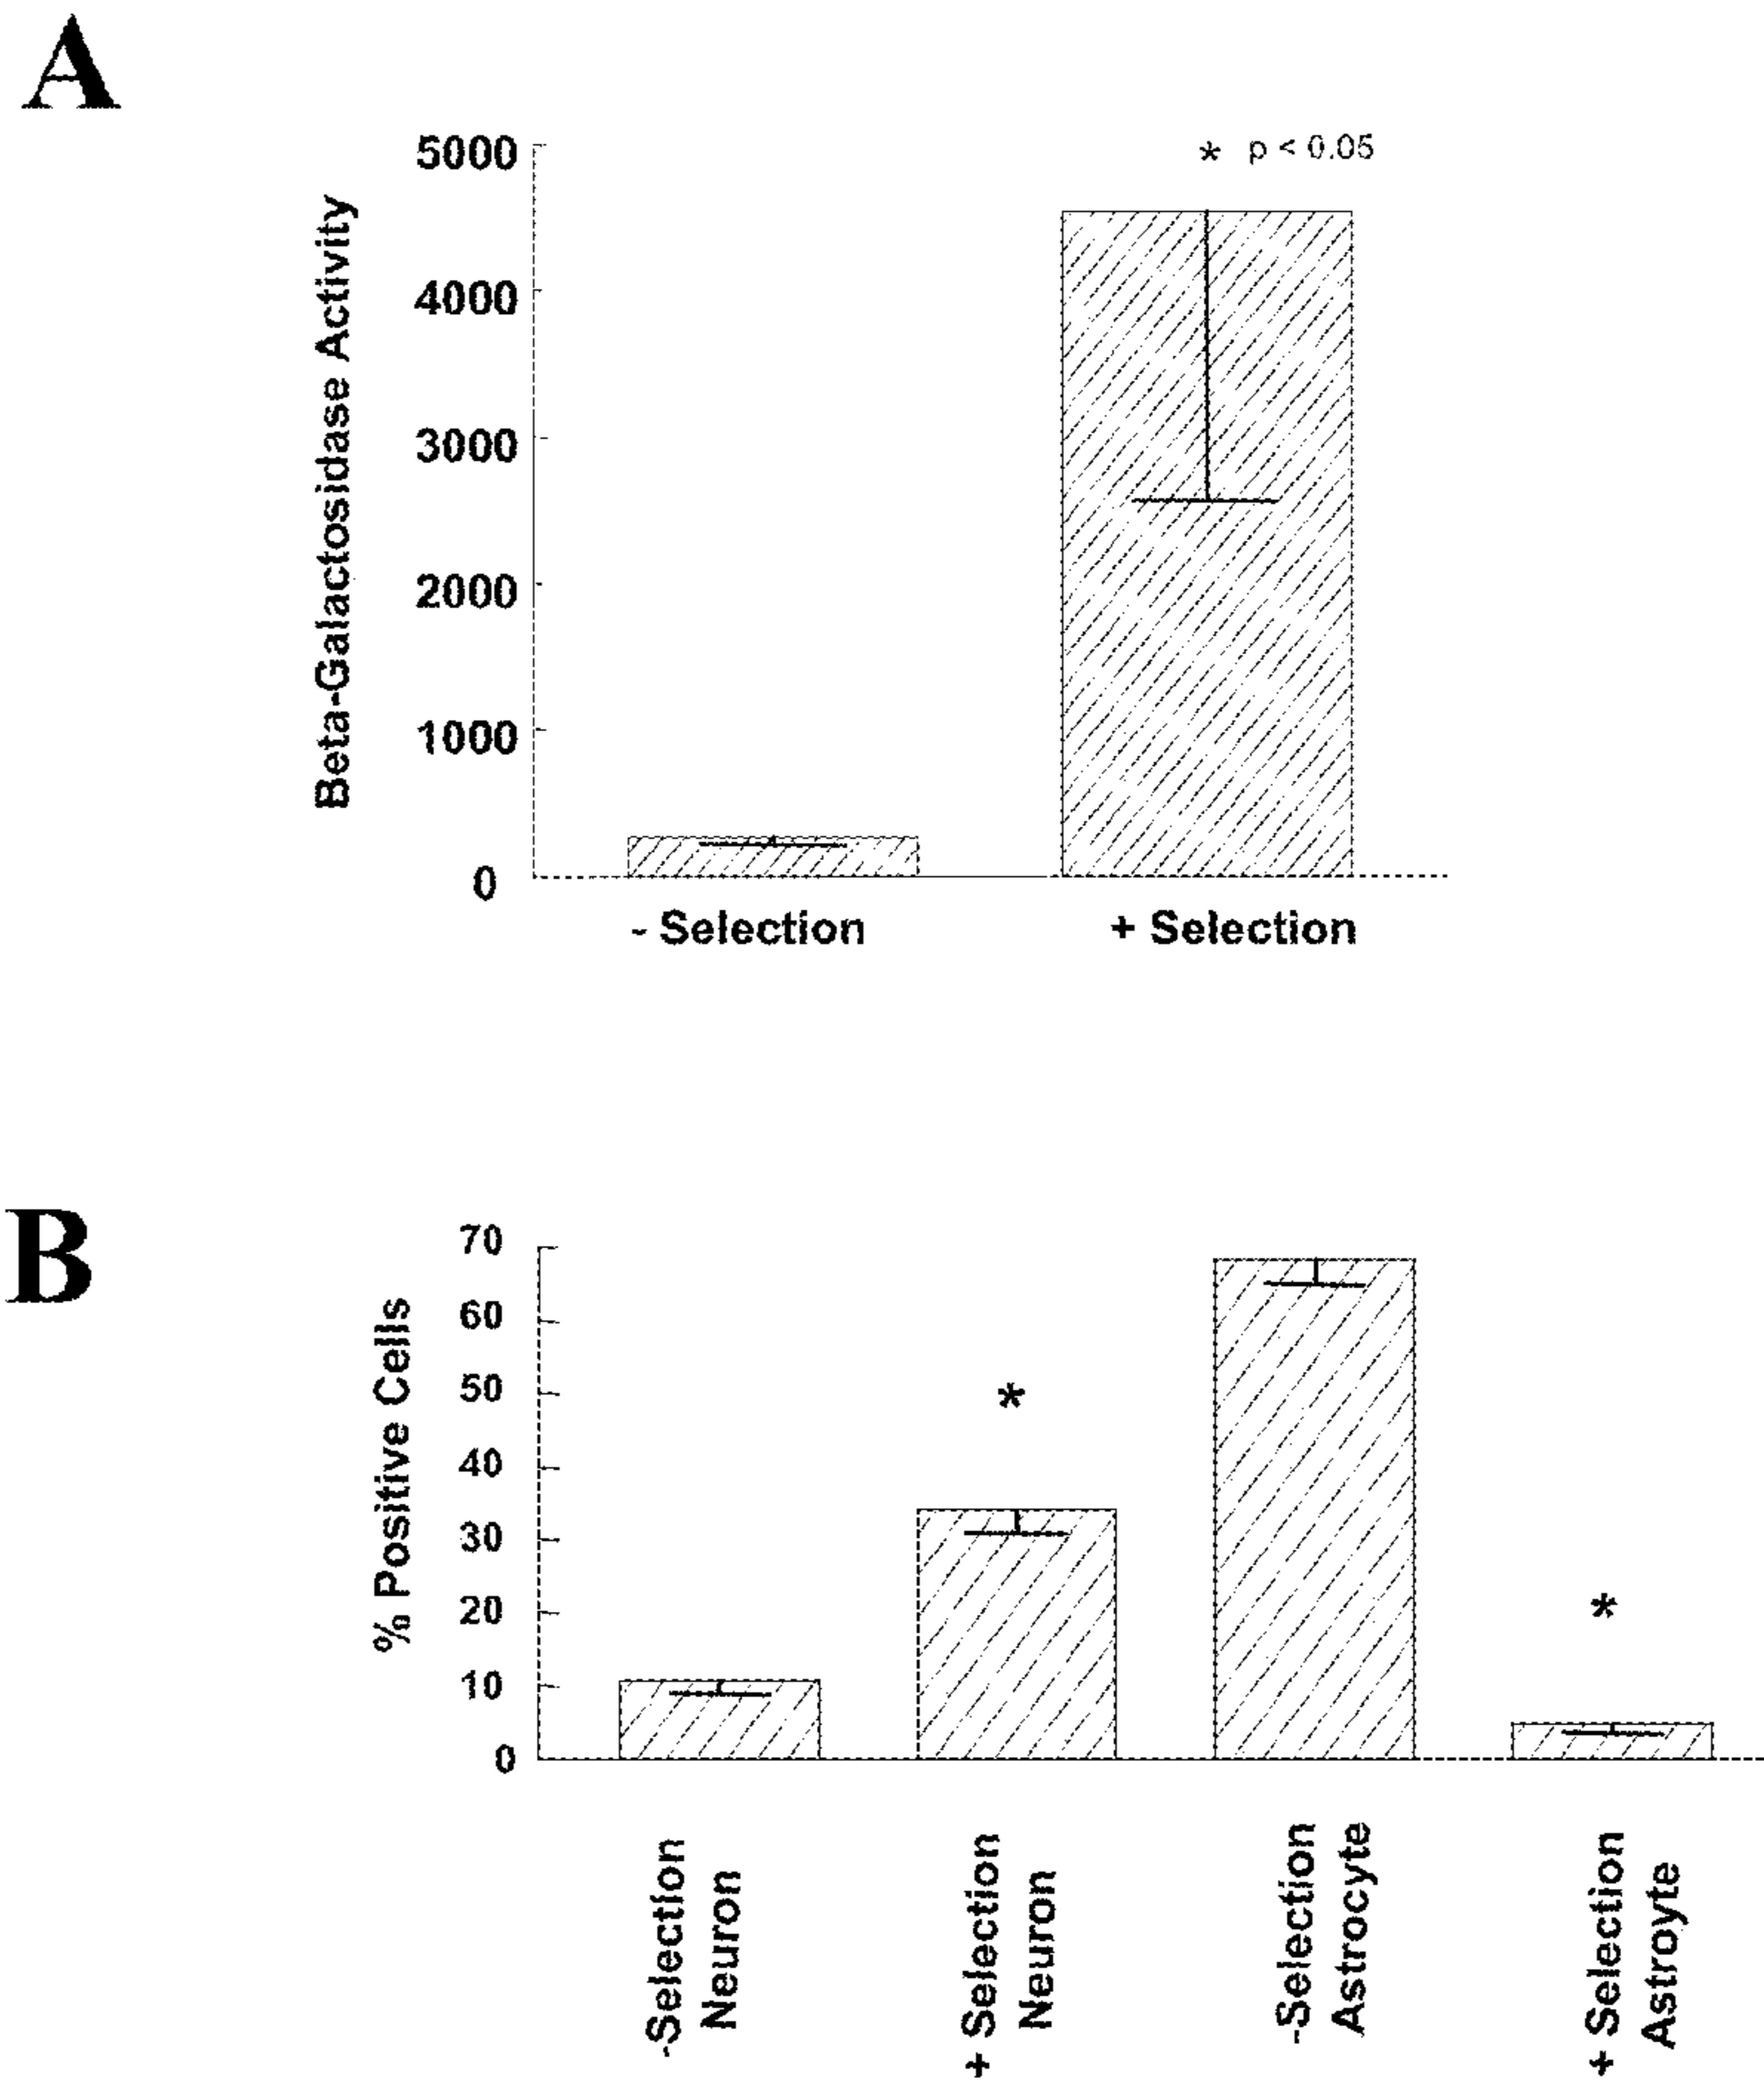 A
5000
* p < 0.05
4000
3000
2000
1000
0
Beta-Galactosidase Activity
- Selection
+ Selection
B
70
60
50
40
30
20
10
0
% Positive Cells
*
*
-Selection
Neuron
+ Selection
Neuron
-Selection
Astrocyte
+ Selection
Astroyte